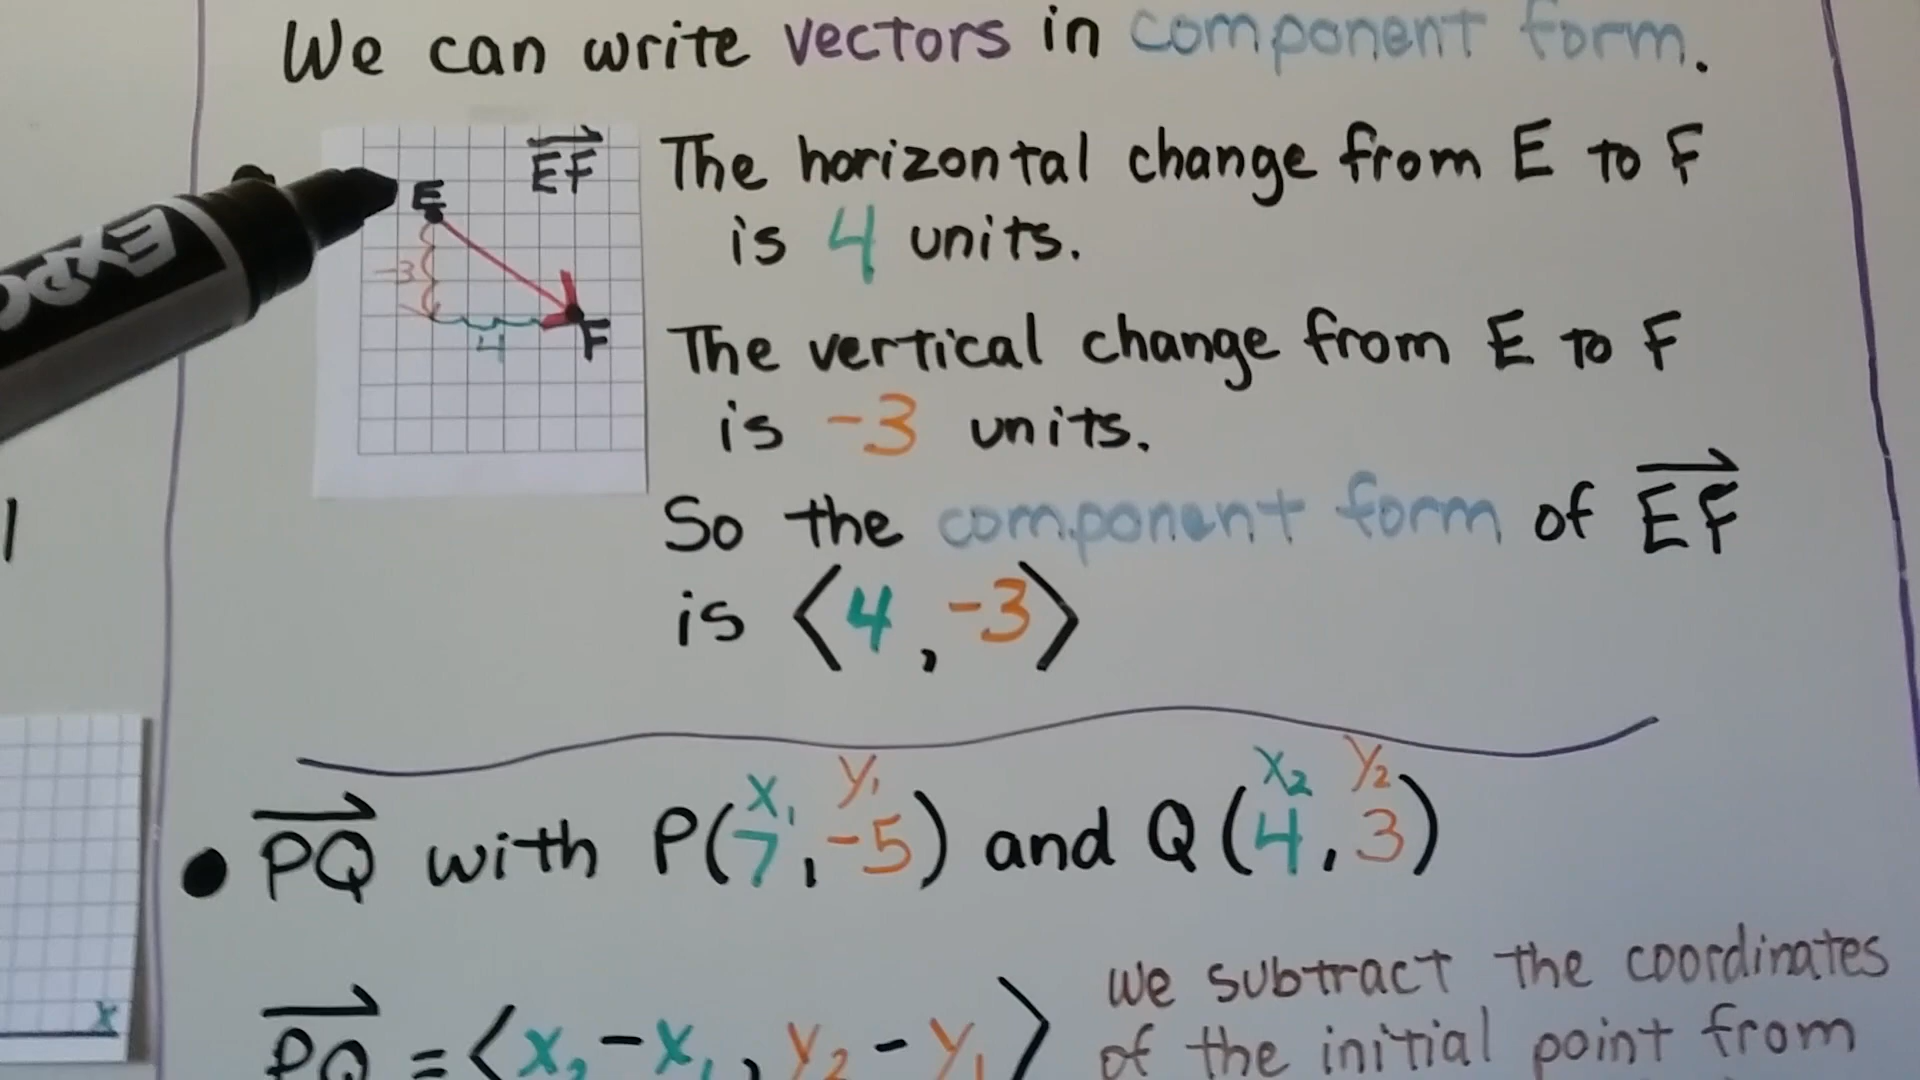 We can write vectors in component form.
EF
E
-3
4
F
The horizontal change from E to F
is 4 units.
The vertical change from E to F
is -3 units.
So the component form of EF
is ⟨4, -3⟩
x₁ y₁ x₂ y₂
• PQ with P(7, -5) and Q(4, 3)
PQ = ⟨x₂ - x₁, y₂ - y₁⟩
we subtract the coordinates
of the initial point from
EXPO
x